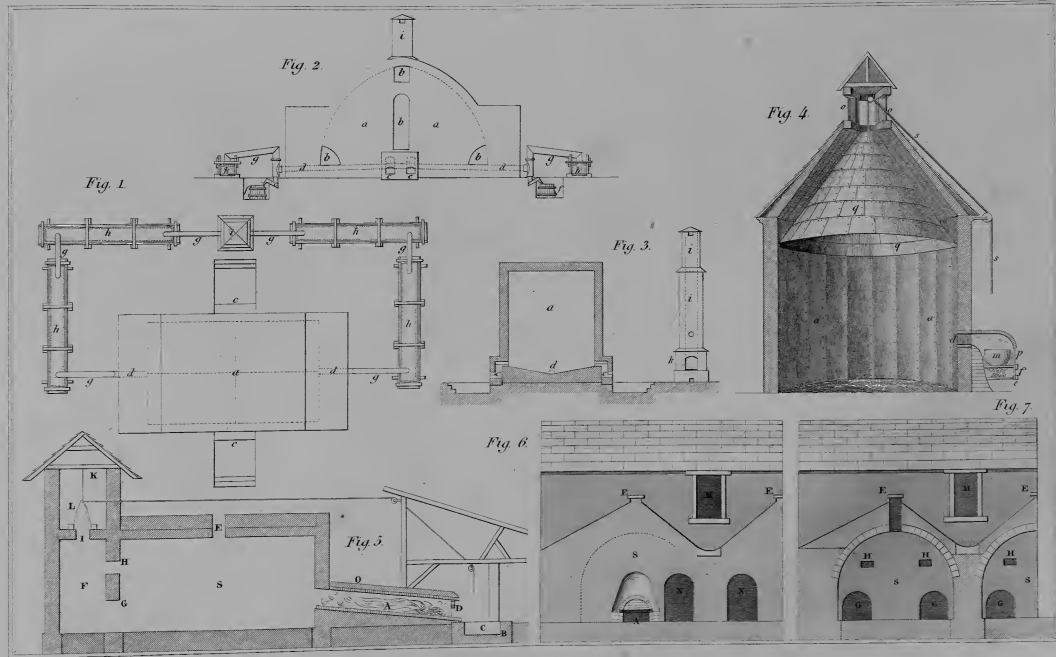 Fig. 2.
i
b
a b a
b b
g d d g
h h
Fig. 1.
h g i g h
g g
h c h
g d a d g
c
Fig. 3.
i
i
a
k
d
Fig. 4.
o o
s
q
q
s
a a
d
m p
f
e
Fig. 5.
K
L
I E
H
F S
G
O
A D
C B
Fig. 6.
E M E
S
N N
A
Fig. 7.
E M E
H H H
S S
G G G